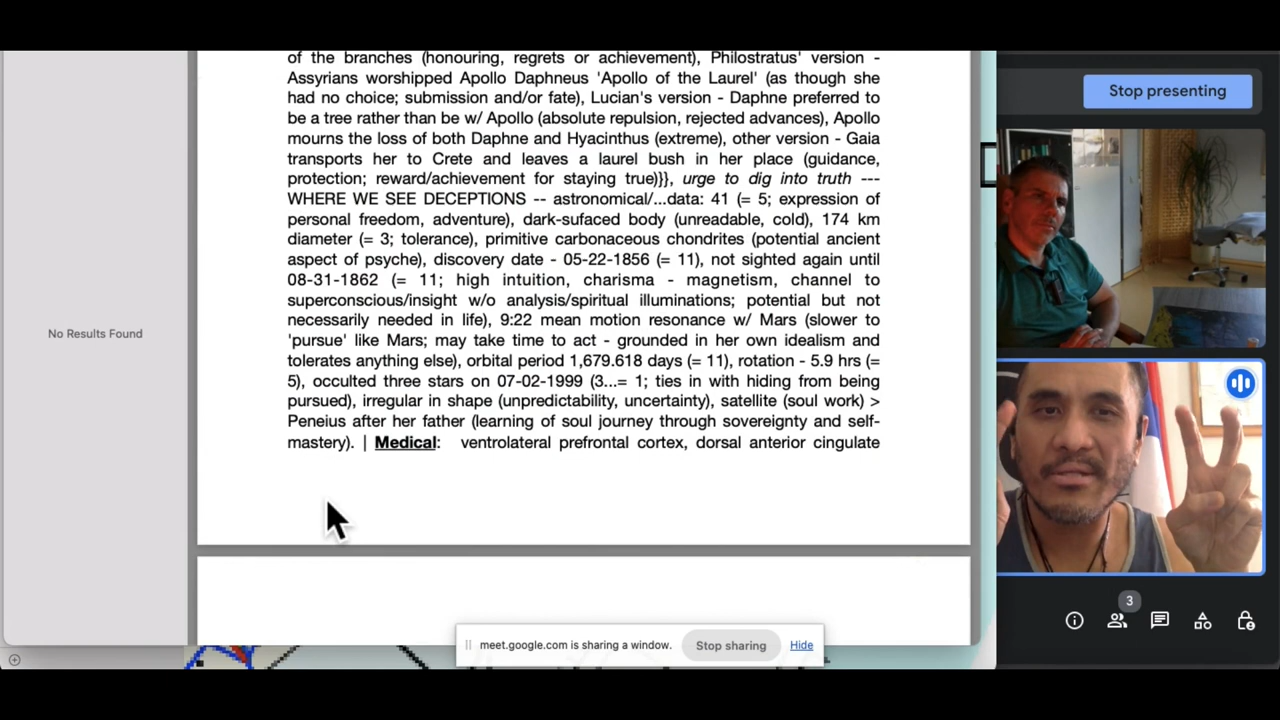 of the branches (honouring, regrets or achievement), Philostratus' version -
Assyrians worshipped Apollo Daphneus 'Apollo of the Laurel' (as though she
had no choice; submission and/or fate), Lucian's version - Daphne preferred to
be a tree rather than be w/ Apollo (absolute repulsion, rejected advances), Apollo
mourns the loss of both Daphne and Hyacinthus (extreme), other version - Gaia
transports her to Crete and leaves a laurel bush in her place (guidance,
protection; reward/achievement for staying true)}}, urge to dig into truth ---
WHERE WE SEE DECEPTIONS -- astronomical/...data: 41 (= 5; expression of
personal freedom, adventure), dark-sufaced body (unreadable, cold), 174 km
diameter (= 3; tolerance), primitive carbonaceous chondrites (potential ancient
aspect of psyche), discovery date - 05-22-1856 (= 11), not sighted again until
08-31-1862 (= 11; high intuition, charisma - magnetism, channel to
superconscious/insight w/o analysis/spiritual illuminations; potential but not
necessarily needed in life), 9:22 mean motion resonance w/ Mars (slower to
'pursue' like Mars; may take time to act - grounded in her own idealism and
tolerates anything else), orbital period 1,679.618 days (= 11), rotation - 5.9 hrs (=
5), occulted three stars on 07-02-1999 (3...= 1; ties in with hiding from being
pursued), irregular in shape (unpredictability, uncertainty), satellite (soul work) >
Peneius after her father (learning of soul journey through sovereignty and self-
mastery). | Medical: ventrolateral prefrontal cortex, dorsal anterior cingulate
No Results Found
Stop presenting
3
meet.google.com is sharing a window.
Stop sharing
Hide